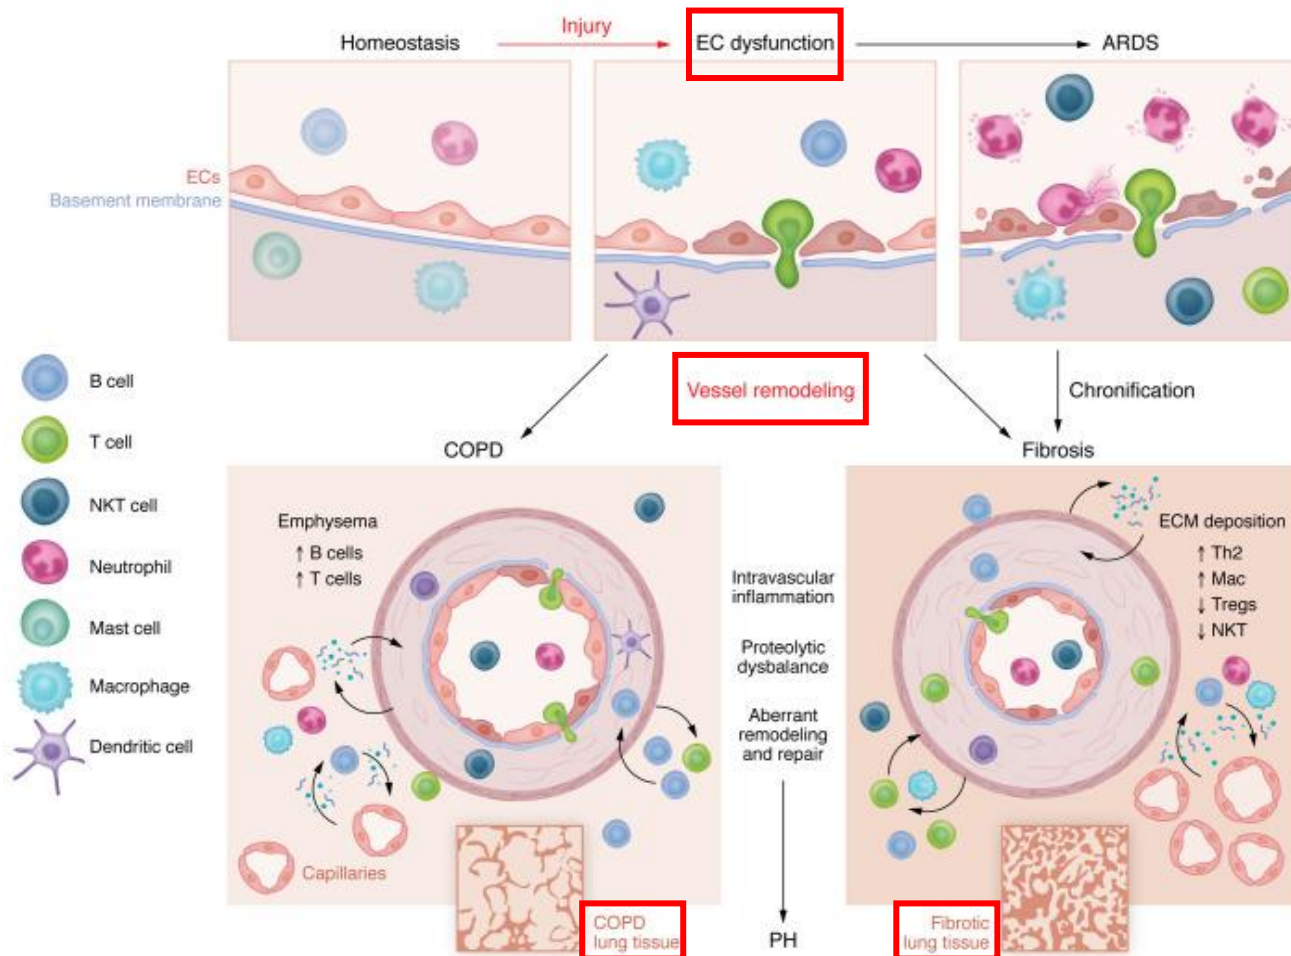 Homeostasis
Injury
EC dysfunction
ARDS
ECs
Basement membrane
B cell
T cell
NKT cell
Neutrophil
Mast cell
Macrophage
Dendritic cell
Vessel remodeling
Chronification
COPD
Fibrosis
Emphysema
↑ B cells
↑ T cells
Capillaries
COPD
lung tissue
Intravascular
inflammation
Proteolytic
dysbalance
Aberrant
remodeling
and repair
PH
ECM deposition
↑ Th2
↑ Mac
↓ Tregs
↓ NKT
Fibrotic
lung tissue